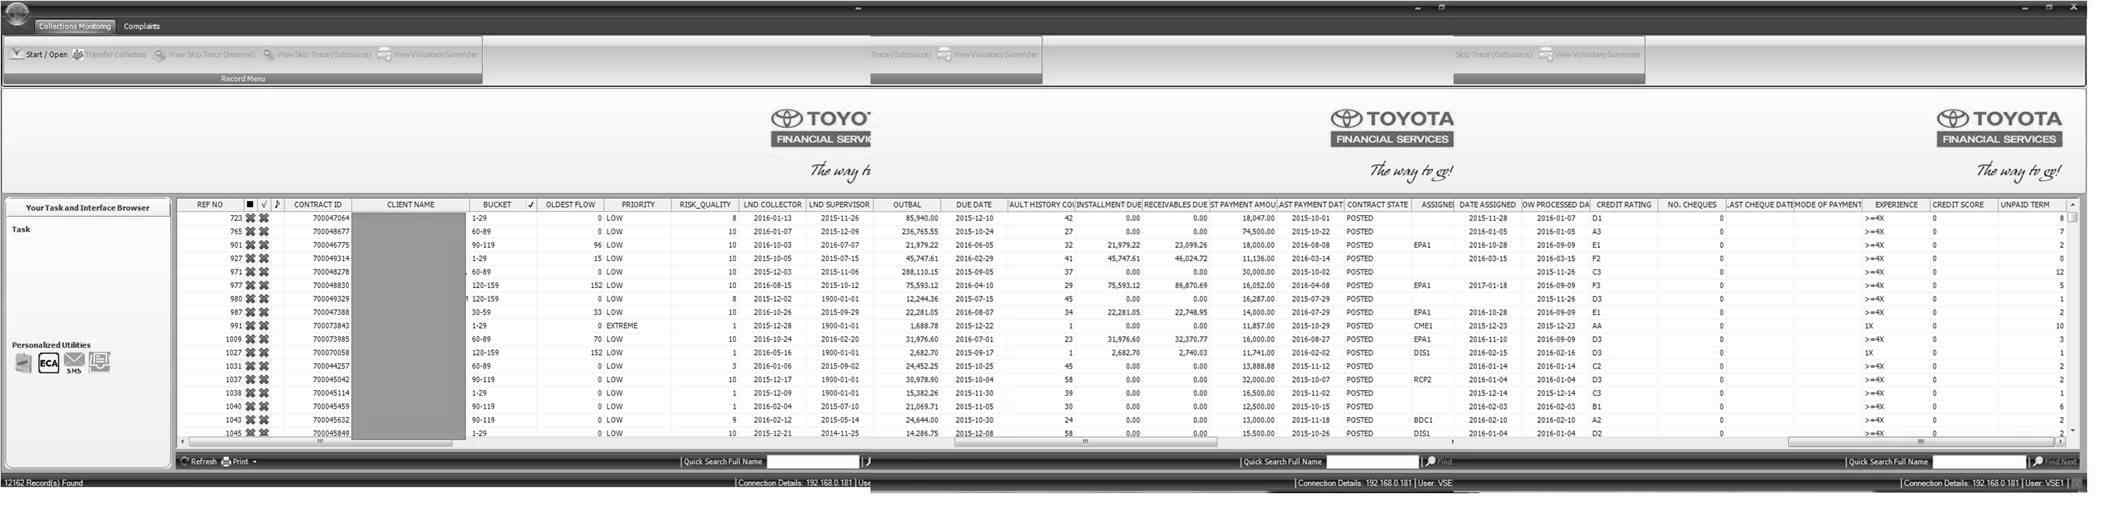 Collections Monitoring Complaints
Start / Open Transfer Collectors View Skip Trace (Internal) View Skip Trace (Outsource) View Voluntary Surrender Trace (Outsource) View Voluntary Surrender Skip Trace (Outsource) View Voluntary Surrender
Record Menu
TOYO TOYOTA TOYOTA
FINANCIAL SERVIC FINANCIAL SERVICES FINANCIAL SERVICES
The way to The way to go! The way to go!
Your Task and Interface Browser
Task
Personalized Utilities
ECA SMS
REF NO √ CONTRACT ID CLIENT NAME BUCKET √ OLDEST FLOW PRIORITY RISK_QUALITY LND COLLECTOR LND SUPERVISOR OUTBAL DUE DATE AULT HISTORY COU INSTALLMENT DUE RECEIVABLES DUE ST PAYMENT AMOU LAST PAYMENT DAT CONTRACT STATE ASSIGNE DATE ASSIGNED OW PROCESSED DA CREDIT RATING NO. CHEQUES LAST CHEQUE DATE MODE OF PAYMENT EXPERIENCE CREDIT SCORE UNPAID TERM
723 700047064 1-29 0 LOW 8 2016-01-13 2015-11-26 85,940.00 2015-12-10 42 0.00 0.00 18,047.00 2015-10-01 POSTED 2015-11-28 2016-01-07 D1 0 >=4X 0 8
765 700048677 60-89 0 LOW 10 2016-01-07 2015-12-09 236,765.55 2015-10-24 27 0.00 0.00 74,500.00 2015-10-22 POSTED 2016-01-05 2016-01-05 A3 0 >=4X 0 7
901 700046775 90-119 96 LOW 10 2016-10-03 2016-07-07 21,979.22 2016-06-05 32 21,979.22 23,099.26 18,000.00 2016-08-08 POSTED EPA1 2016-10-28 2016-09-09 E1 0 >=4X 0 2
927 700049314 1-29 15 LOW 10 2015-10-05 2015-07-15 45,747.61 2016-02-29 41 45,747.61 46,024.72 11,136.00 2016-03-14 POSTED 2016-03-15 2016-03-15 F2 0 >=4X 0 0
971 700048278 60-89 0 LOW 10 2015-12-03 2015-11-06 288,110.15 2015-09-05 37 0.00 0.00 30,000.00 2015-10-02 POSTED 2015-11-26 C3 0 >=4X 0 12
977 700048830 120-159 152 LOW 10 2016-08-15 2015-10-12 75,593.12 2016-04-10 29 75,593.12 86,870.69 16,052.00 2016-04-08 POSTED EPA1 2017-01-18 2016-09-09 F3 0 >=4X 0 5
980 700049329 120-159 0 LOW 8 2015-12-02 1900-01-01 12,244.36 2015-07-15 45 0.00 0.00 16,287.00 2015-07-29 POSTED 2015-11-26 D3 0 >=4X 0 1
987 700047388 30-59 33 LOW 10 2016-10-26 2015-09-29 22,281.05 2016-08-07 34 22,281.05 22,748.95 14,000.00 2016-08-08 POSTED EPA1 2016-10-28 2016-09-09 E1 0 >=4X 0 2
991 700073843 1-29 0 EXTREME 1 2015-12-28 1900-01-01 1,688.78 2015-12-22 1 0.00 0.00 11,857.00 2015-10-29 POSTED CME1 2015-12-23 2015-12-23 AA 0 1X 0 10
1009 700073985 60-89 70 LOW 10 2016-10-24 2016-02-20 31,976.60 2016-07-01 23 31,976.60 32,370.77 16,000.00 2016-08-27 POSTED EPA1 2016-11-10 2016-09-09 D3 0 >=4X 0 3
1027 700070058 120-159 152 LOW 1 2016-05-16 1900-01-01 2,682.70 2015-09-17 1 2,682.70 2,740.03 11,741.00 2016-02-02 POSTED DIS1 2016-02-15 2016-02-16 D3 0 1X 0 1
1031 700044257 60-89 0 LOW 3 2016-01-06 2015-09-02 24,452.25 2015-10-25 45 0.00 0.00 13,888.88 2015-11-12 POSTED 2016-01-14 2016-01-14 C2 0 >=4X 0 2
1037 700045042 90-119 0 LOW 10 2015-12-17 1900-01-01 30,978.90 2015-10-04 58 0.00 0.00 32,000.00 2015-10-07 POSTED RCP2 2016-01-04 2016-01-04 D3 0 >=4X 0 2
1038 700045114 1-29 0 LOW 1 2015-12-09 1900-01-01 15,382.26 2015-11-30 39 0.00 0.00 16,500.00 2015-11-02 POSTED 2015-12-14 2015-12-14 C3 0 >=4X 0 1
1040 700045459 90-119 0 LOW 1 2016-02-04 2015-07-10 21,069.71 2015-11-05 30 0.00 0.00 12,500.00 2015-10-15 POSTED 2016-02-03 2016-02-03 B1 0 >=4X 0 6
1043 700045632 90-119 0 LOW 9 2016-02-12 2015-05-14 24,644.00 2015-10-30 24 0.00 0.00 13,000.00 2015-11-18 POSTED BDC1 2016-02-10 2016-02-10 A2 0 >=4X 0 2
1045 700045849 1-29 0 LOW 10 2015-12-21 2014-11-25 14,286.75 2015-12-08 58 0.00 0.00 15,500.00 2015-10-26 POSTED DIS1 2016-01-04 2016-01-04 D2 0 >=4X 0 2
Refresh Print Quick Search Full Name Quick Search Full Name Find Quick Search Full Name Find Next
12162 Record(s) Found Connection Details: 192.168.0.181 | Use Connection Details: 192.168.0.181 | User: VSE Connection Details: 192.168.0.181 | User: VSE1